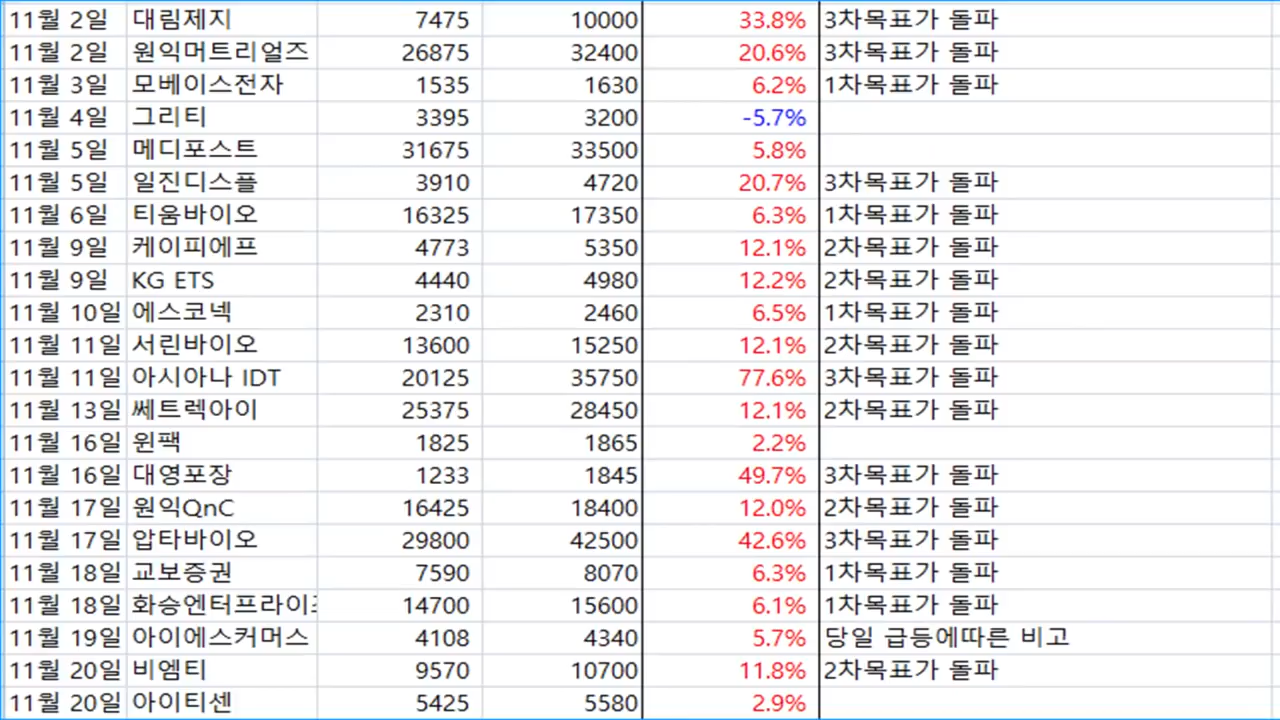 11월 2일 대림제지 7475 10000 33.8% 3차목표가 돌파
11월 2일 원익머트리얼즈 26875 32400 20.6% 3차목표가 돌파
11월 3일 모베이스전자 1535 1630 6.2% 1차목표가 돌파
11월 4일 그리티 3395 3200 -5.7%
11월 5일 메디포스트 31675 33500 5.8%
11월 5일 일진디스플 3910 4720 20.7% 3차목표가 돌파
11월 6일 티움바이오 16325 17350 6.3% 1차목표가 돌파
11월 9일 케이피에프 4773 5350 12.1% 2차목표가 돌파
11월 9일 KG ETS 4440 4980 12.2% 2차목표가 돌파
11월 10일 에스코넥 2310 2460 6.5% 1차목표가 돌파
11월 11일 서린바이오 13600 15250 12.1% 2차목표가 돌파
11월 11일 아시아나 IDT 20125 35750 77.6% 3차목표가 돌파
11월 13일 쎄트렉아이 25375 28450 12.1% 2차목표가 돌파
11월 16일 윈팩 1825 1865 2.2%
11월 16일 대영포장 1233 1845 49.7% 3차목표가 돌파
11월 17일 원익QnC 16425 18400 12.0% 2차목표가 돌파
11월 17일 압타바이오 29800 42500 42.6% 3차목표가 돌파
11월 18일 교보증권 7590 8070 6.3% 1차목표가 돌파
11월 18일 화승엔터프라이 14700 15600 6.1% 1차목표가 돌파
11월 19일 아이에스커머스 4108 4340 5.7% 당일 급등에따른 비고
11월 20일 비엠티 9570 10700 11.8% 2차목표가 돌파
11월 20일 아이티센 5425 5580 2.9%